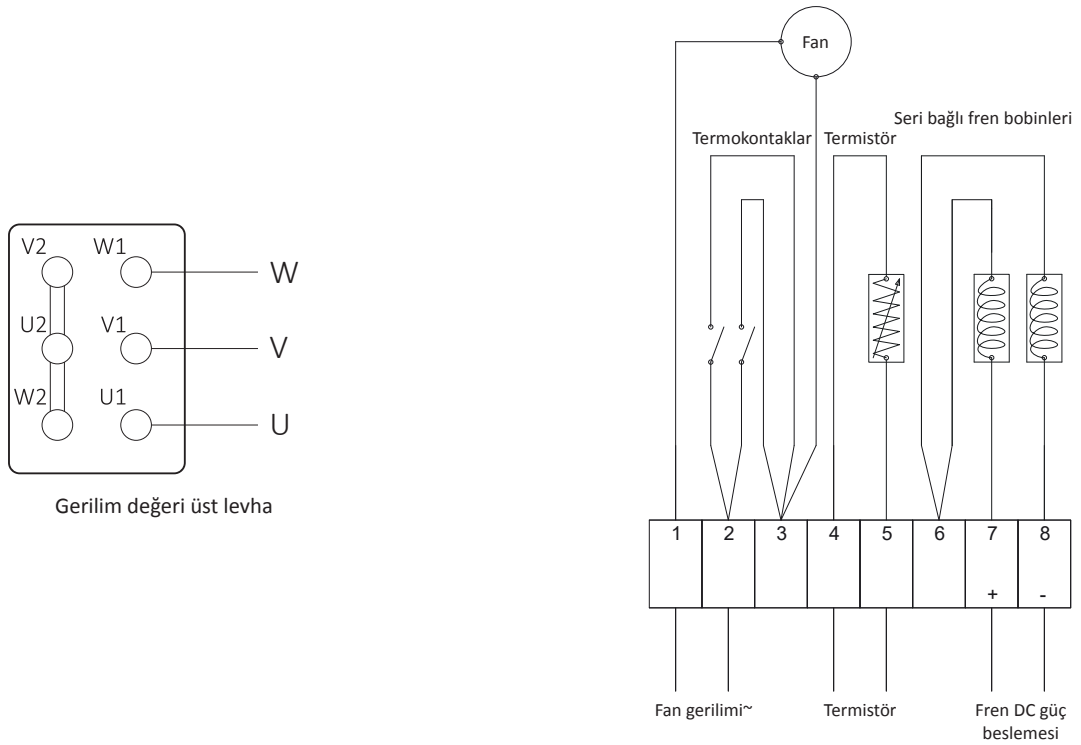 V2 W1
W
U2 V1
V
W2 U1
U
Gerilim değeri üst levha
Fan
Seri bağlı fren bobinleri
Termokontaklar
Termistör
1 2 3 4 5 6 7 8
+ -
Fan gerilimi~
Termistör
Fren DC güç
beslemesi